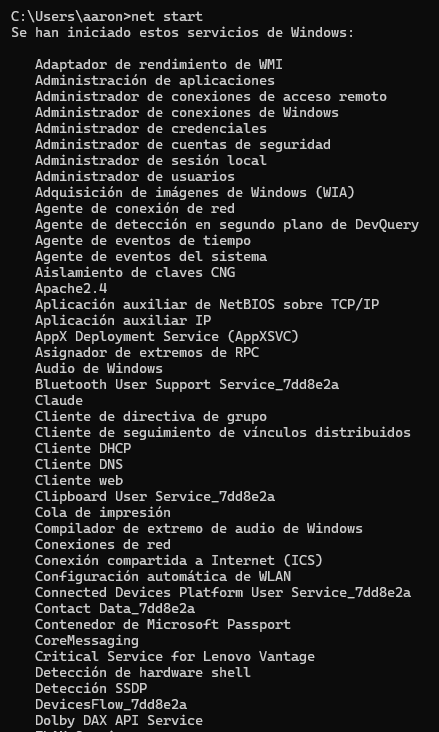 C:\Users\aaron>net start
Se han iniciado estos servicios de Windows:
Adaptador de rendimiento de WMI
Administración de aplicaciones
Administrador de conexiones de acceso remoto
Administrador de conexiones de Windows
Administrador de credenciales
Administrador de cuentas de seguridad
Administrador de sesión local
Administrador de usuarios
Adquisición de imágenes de Windows (WIA)
Agente de conexión de red
Agente de detección en segundo plano de DevQuery
Agente de eventos de tiempo
Agente de eventos del sistema
Aislamiento de claves CNG
Apache2.4
Aplicación auxiliar de NetBIOS sobre TCP/IP
Aplicación auxiliar IP
AppX Deployment Service (AppXSVC)
Asignador de extremos de RPC
Audio de Windows
Bluetooth User Support Service_7dd8e2a
Claude
Cliente de directiva de grupo
Cliente de seguimiento de vínculos distribuidos
Cliente DHCP
Cliente DNS
Cliente web
Clipboard User Service_7dd8e2a
Cola de impresión
Compilador de extremo de audio de Windows
Conexiones de red
Conexión compartida a Internet (ICS)
Configuración automática de WLAN
Connected Devices Platform User Service_7dd8e2a
Contact Data_7dd8e2a
Contenedor de Microsoft Passport
CoreMessaging
Critical Service for Lenovo Vantage
Detección de hardware shell
Detección SSDP
DevicesFlow_7dd8e2a
Dolby DAX API Service